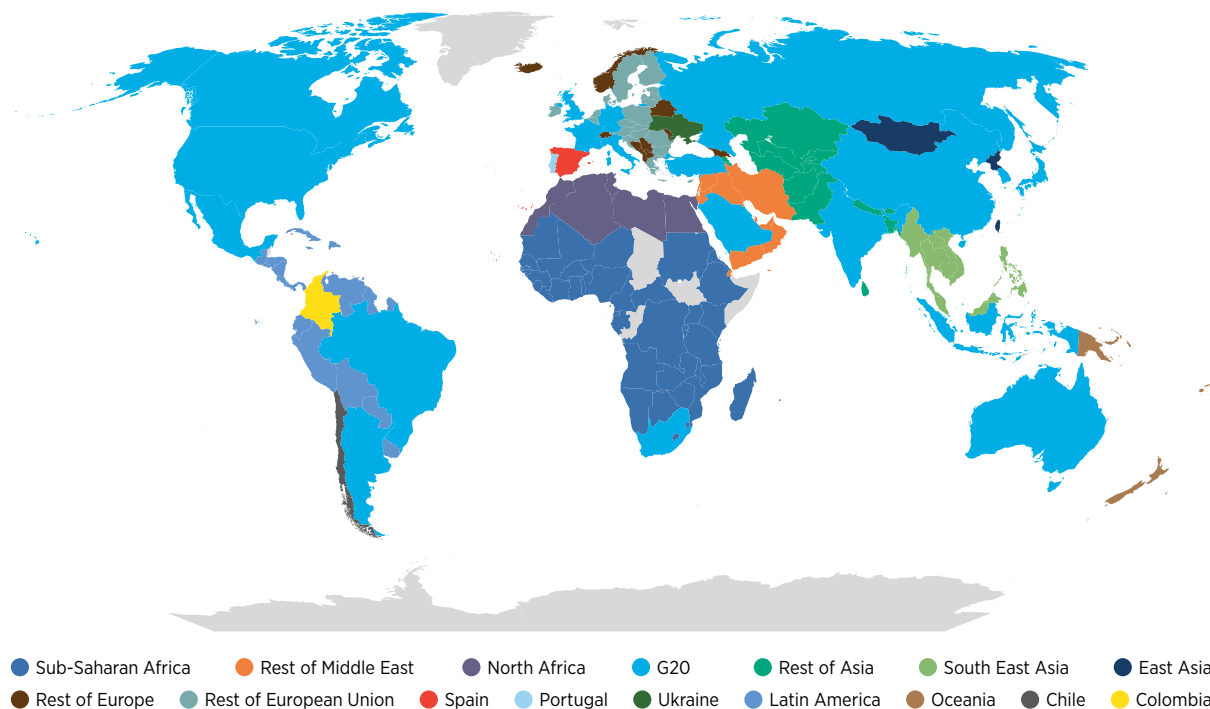 Sub-Saharan Africa Rest of Middle East North Africa G20 Rest of Asia South East Asia East Asia
Rest of Europe Rest of European Union Spain Portugal Ukraine Latin America Oceania Chile Colombia